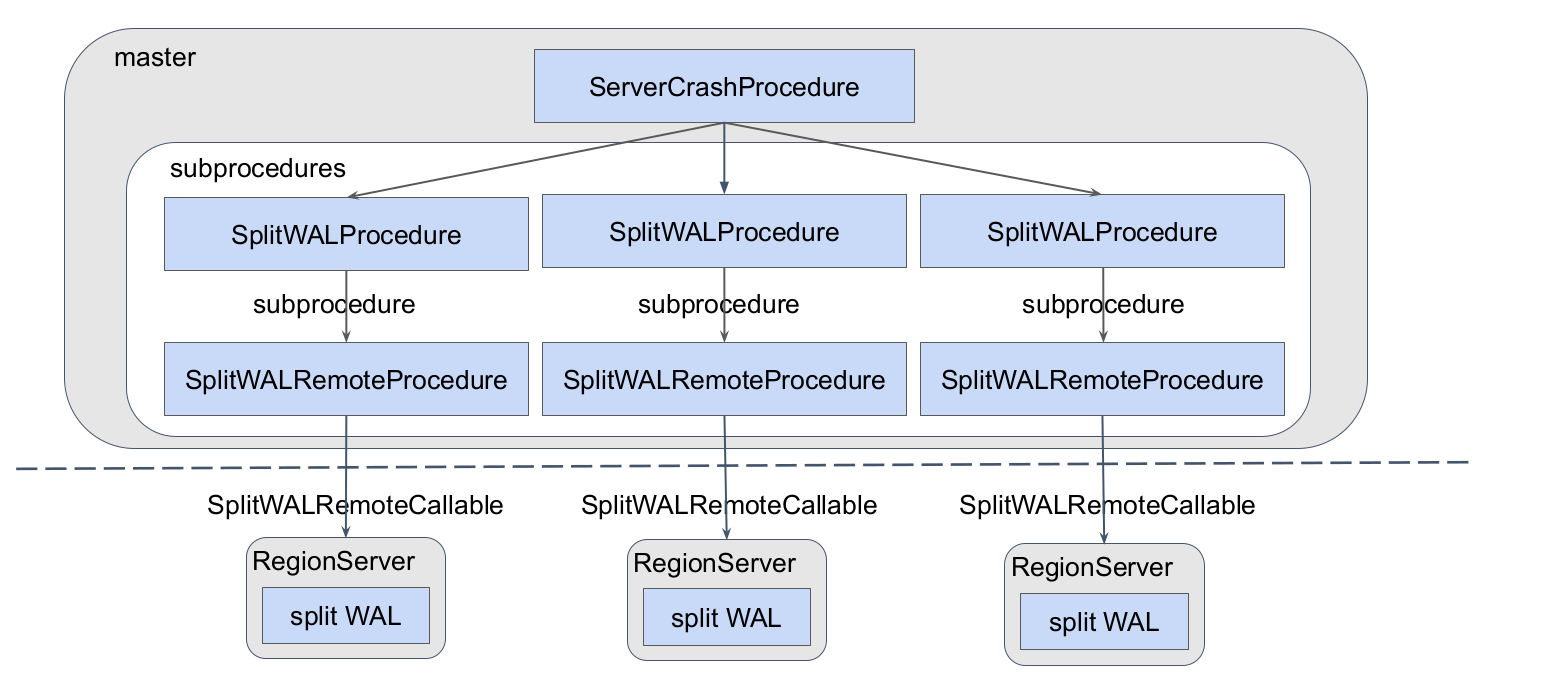 master
ServerCrashProcedure
subprocedures
SplitWALProcedure
SplitWALProcedure
SplitWALProcedure
subprocedure
subprocedure
subprocedure
SplitWALRemoteProcedure
SplitWALRemoteProcedure
SplitWALRemoteProcedure
SplitWALRemoteCallable
SplitWALRemoteCallable
SplitWALRemoteCallable
RegionServer
RegionServer
RegionServer
split WAL
split WAL
split WAL